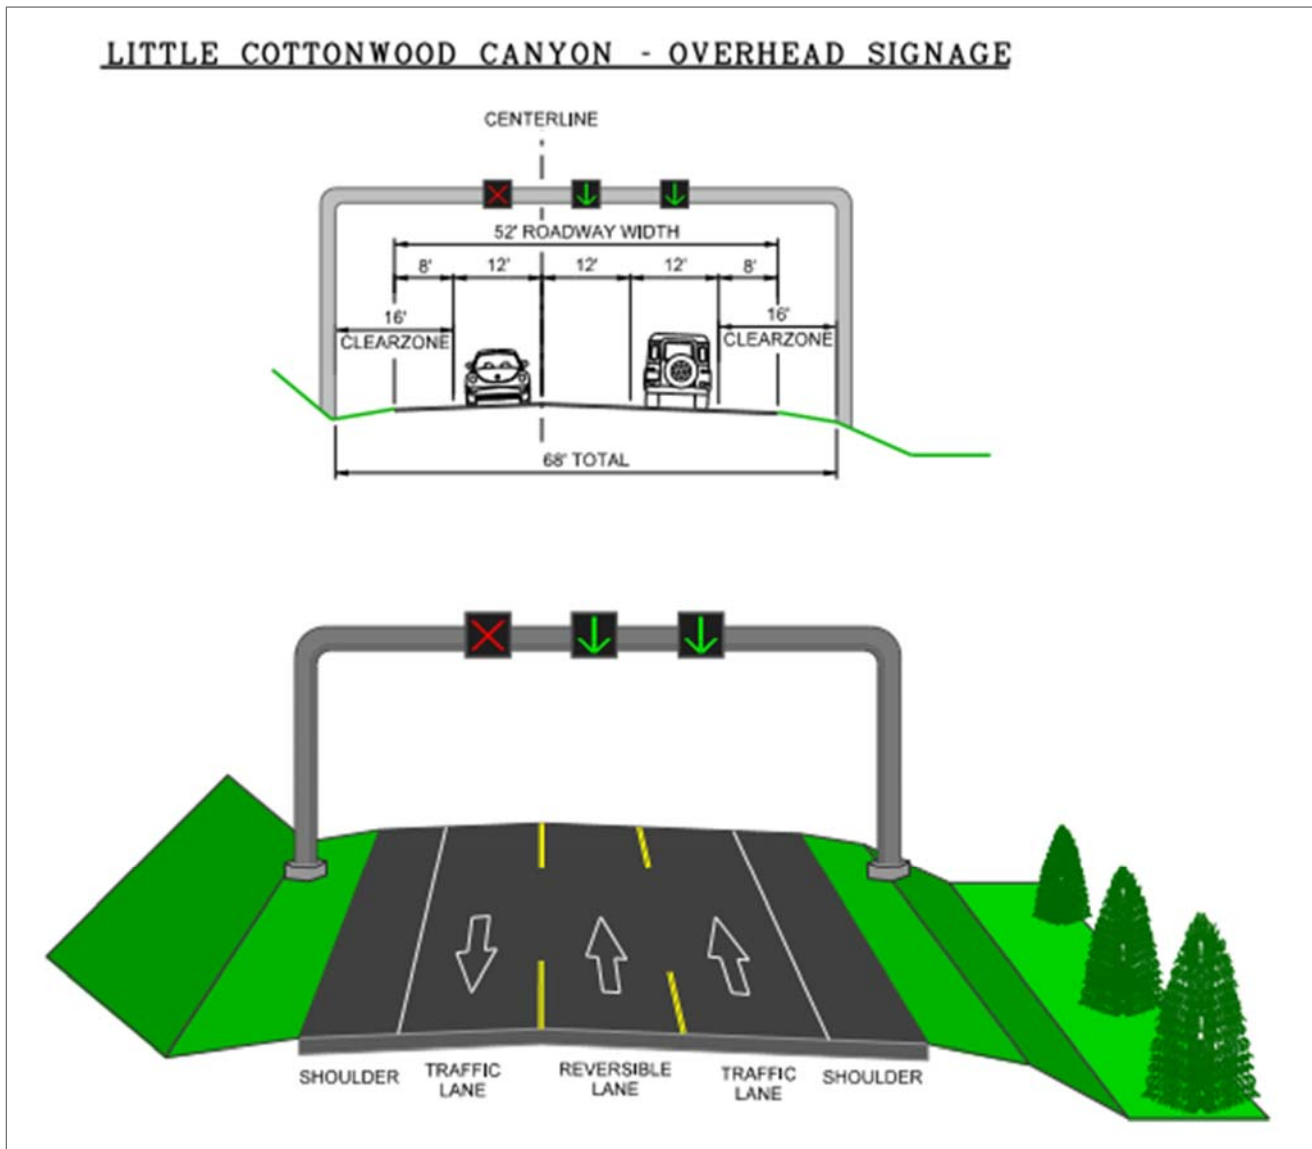 LITTLE COTTONWOOD CANYON - OVERHEAD SIGNAGE
CENTERLINE
52' ROADWAY WIDTH
8' 12' 12' 12' 8'
16'
CLEARZONE
16'
CLEARZONE
68' TOTAL
SHOULDER
TRAFFIC
LANE
REVERSIBLE
LANE
TRAFFIC
LANE
SHOULDER